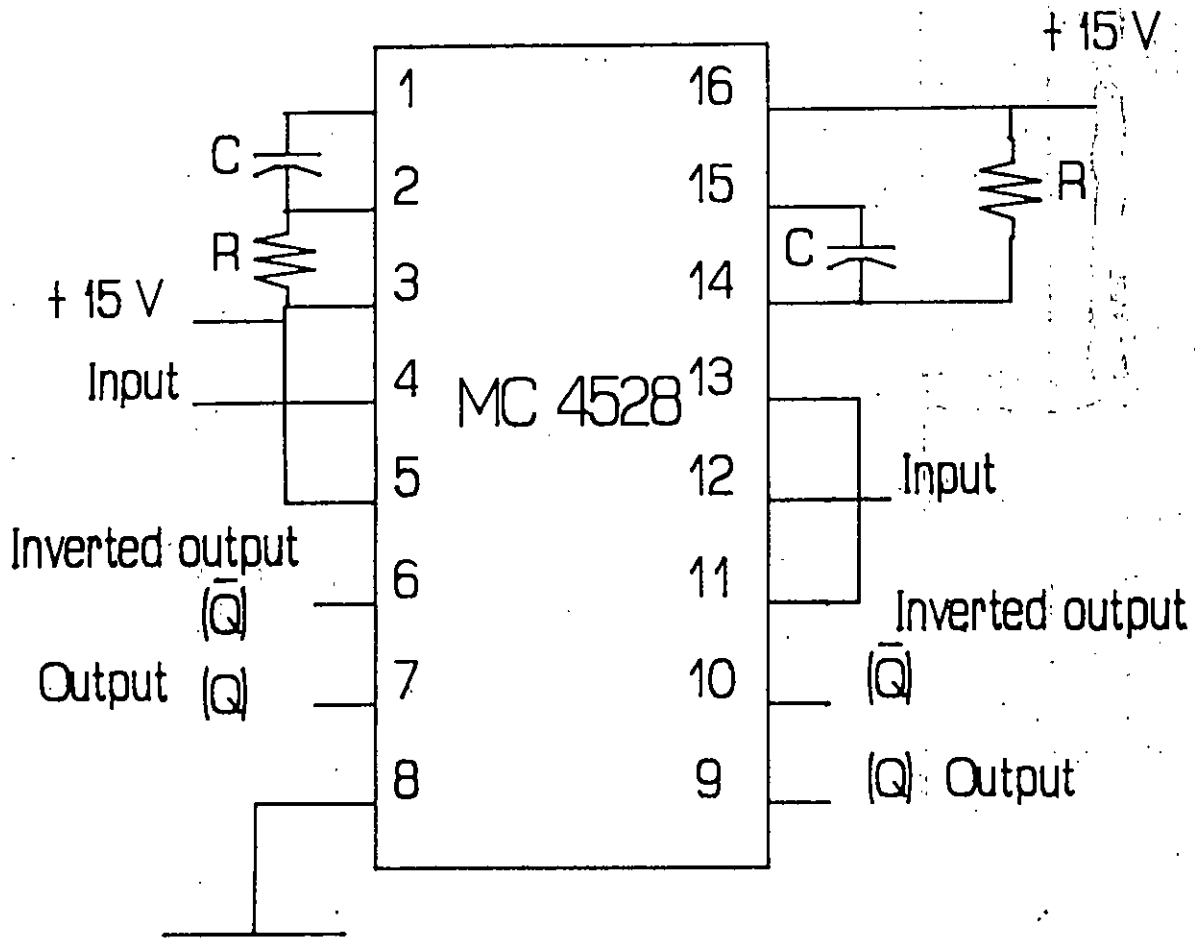 + 15 V
1 16
C
2 15
R
R
C
3 14
+ 15 V
Input 4 MC 4528 13
5 12 Input
Inverted output
6 11
(Q̄) Inverted output
Output (Q) 7 10 (Q̄)
8 9 (Q) Output